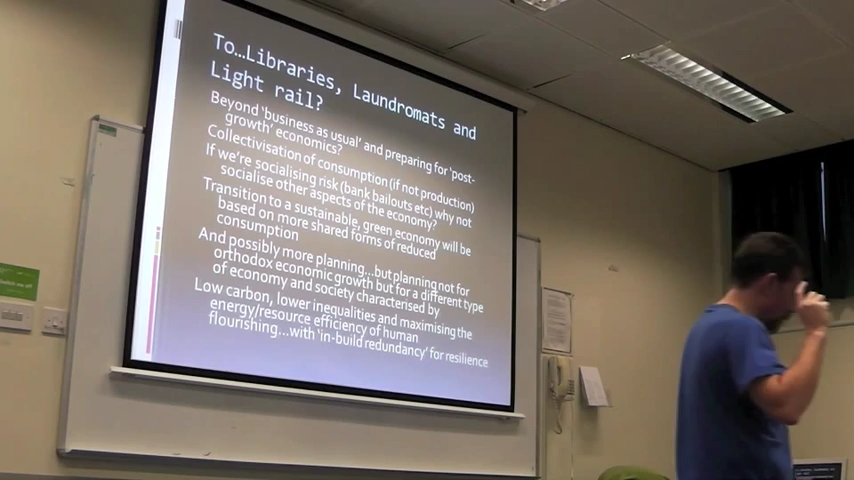 To…Libraries, Laundromats and
Light rail?
Beyond 'business as usual' and preparing for 'post-
growth' economics?
Collectivisation of consumption (if not production)
If we're socialising risk (bank bailouts etc) why not
socialise other aspects of the economy?
Transition to a sustainable, green economy will be
based on more shared forms of reduced
consumption
And possibly more planning…but planning not for
orthodox economic growth but for a different type
of economy and society characterised by
Low carbon, lower inequalities and maximising the
energy/resource efficiency of human
flourishing…with 'in-build redundancy' for resilience